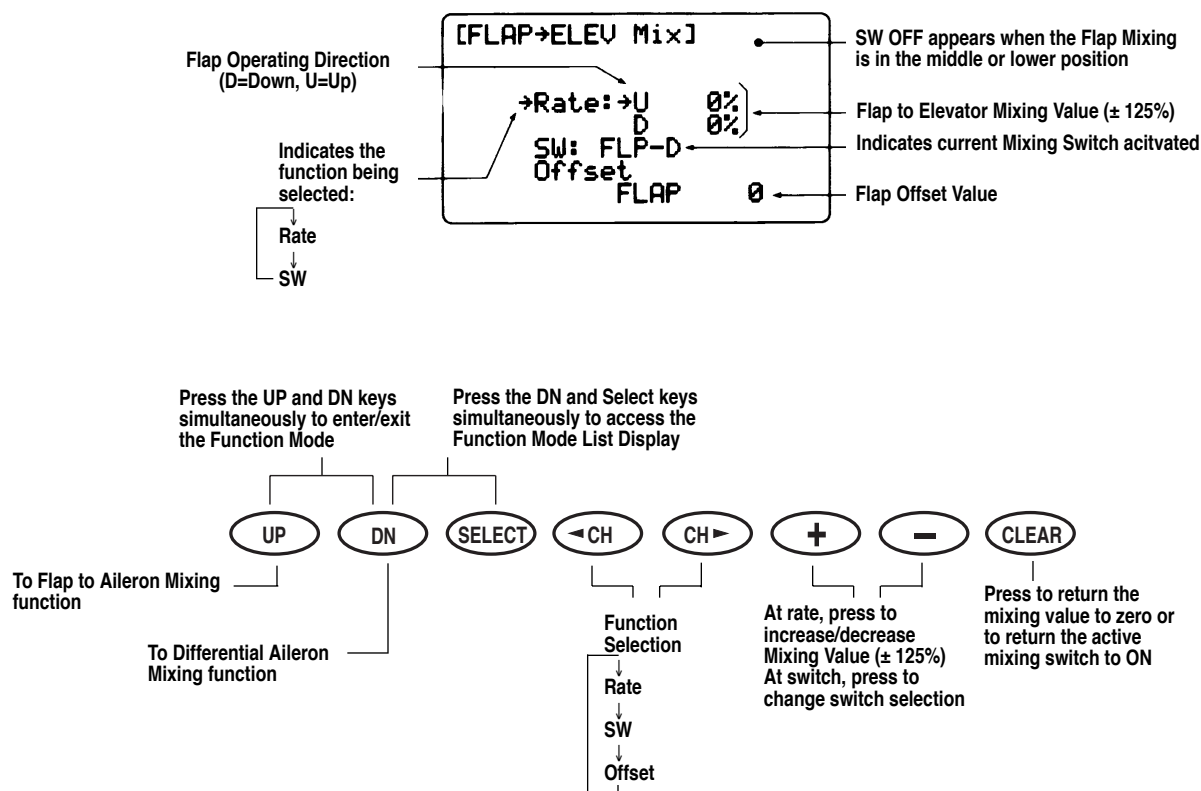 [FLAP→ELEV Mix]
SW OFF appears when the Flap Mixing
is in the middle or lower position
Flap Operating Direction
(D=Down, U=Up)
→Rate:→U 0%
D 0%
Flap to Elevator Mixing Value (± 125%)
SW: FLP-D
Indicates current Mixing Switch acitvated
Offset
FLAP 0
Flap Offset Value
Indicates the
function being
selected:
Rate
SW
Press the UP and DN keys
simultaneously to enter/exit
the Function Mode
Press the DN and Select keys
simultaneously to access the
Function Mode List Display
UP
DN
SELECT
◄CH
CH►
+
–
CLEAR
To Flap to Aileron Mixing
function
To Differential Aileron
Mixing function
Function
Selection
Rate
SW
Offset
At rate, press to
increase/decrease
Mixing Value (± 125%)
At switch, press to
change switch selection
Press to return the
mixing value to zero or
to return the active
mixing switch to ON